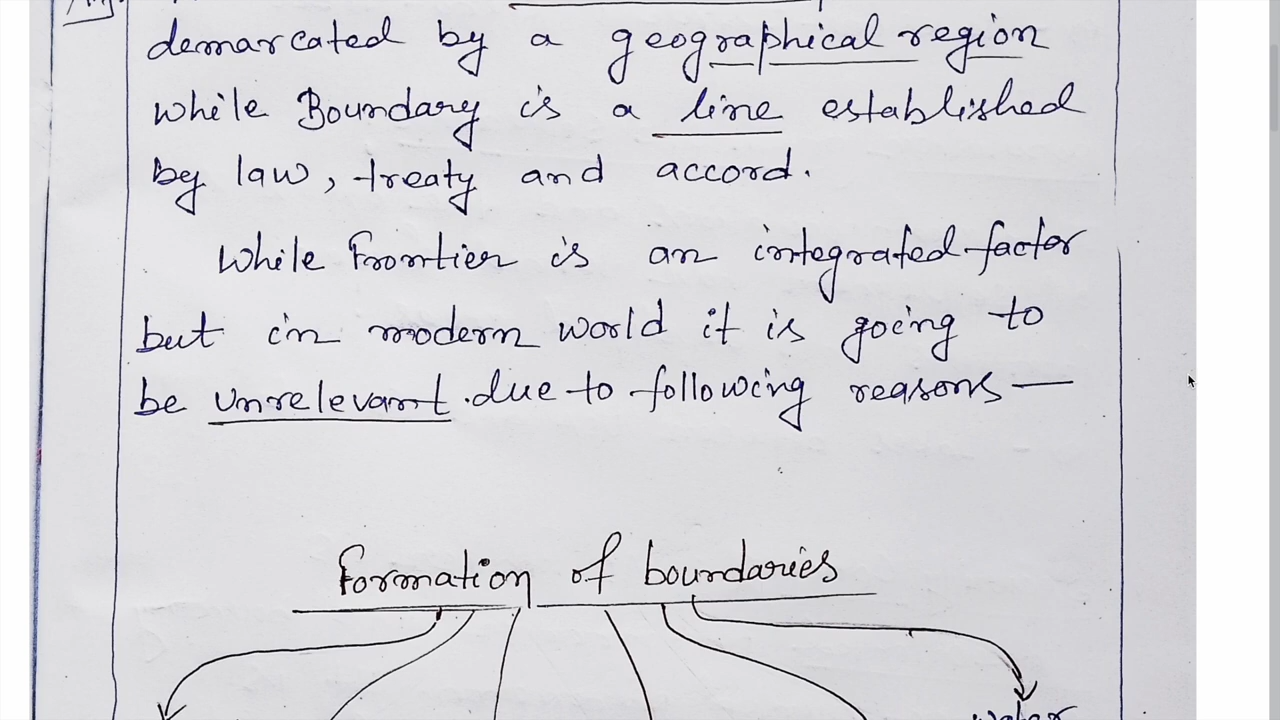 demarcated by a geographical region
while Boundary is a line established
by law, treaty and accord.
While Frontier is an integrated factor
but in modern world it is going to
be unrelevant due to following reasons —
Formation of boundaries
water